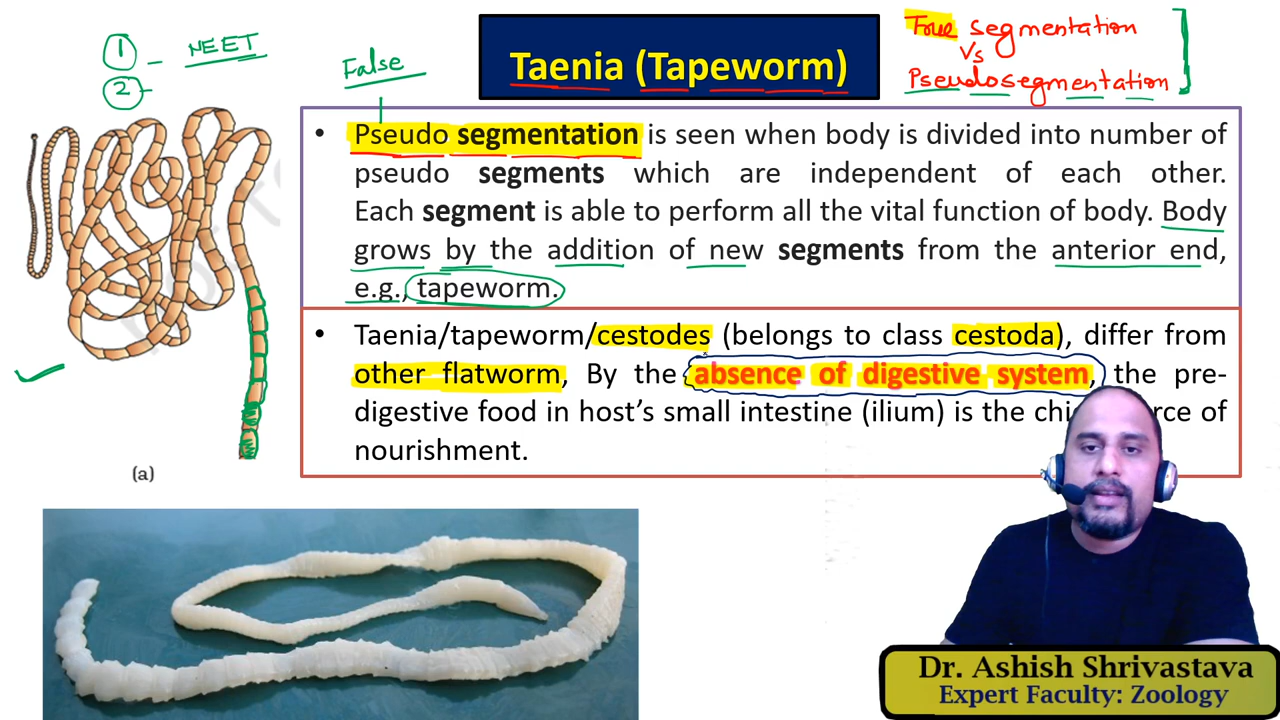 ① - NEET
② -
False
Taenia (Tapeworm)
True segmentation
Vs
Pseudosegmentation
• Pseudo segmentation is seen when body is divided into number of
pseudo segments which are independent of each other.
Each segment is able to perform all the vital function of body. Body
grows by the addition of new segments from the anterior end,
e.g., tapeworm.
• Taenia/tapeworm/cestodes (belongs to class cestoda), differ from
other flatworm, By the absence of digestive system, the pre-
digestive food in host's small intestine (ilium) is the of
nourishment.
(a)
Dr. Ashish Shrivastava
Expert Faculty: Zoology